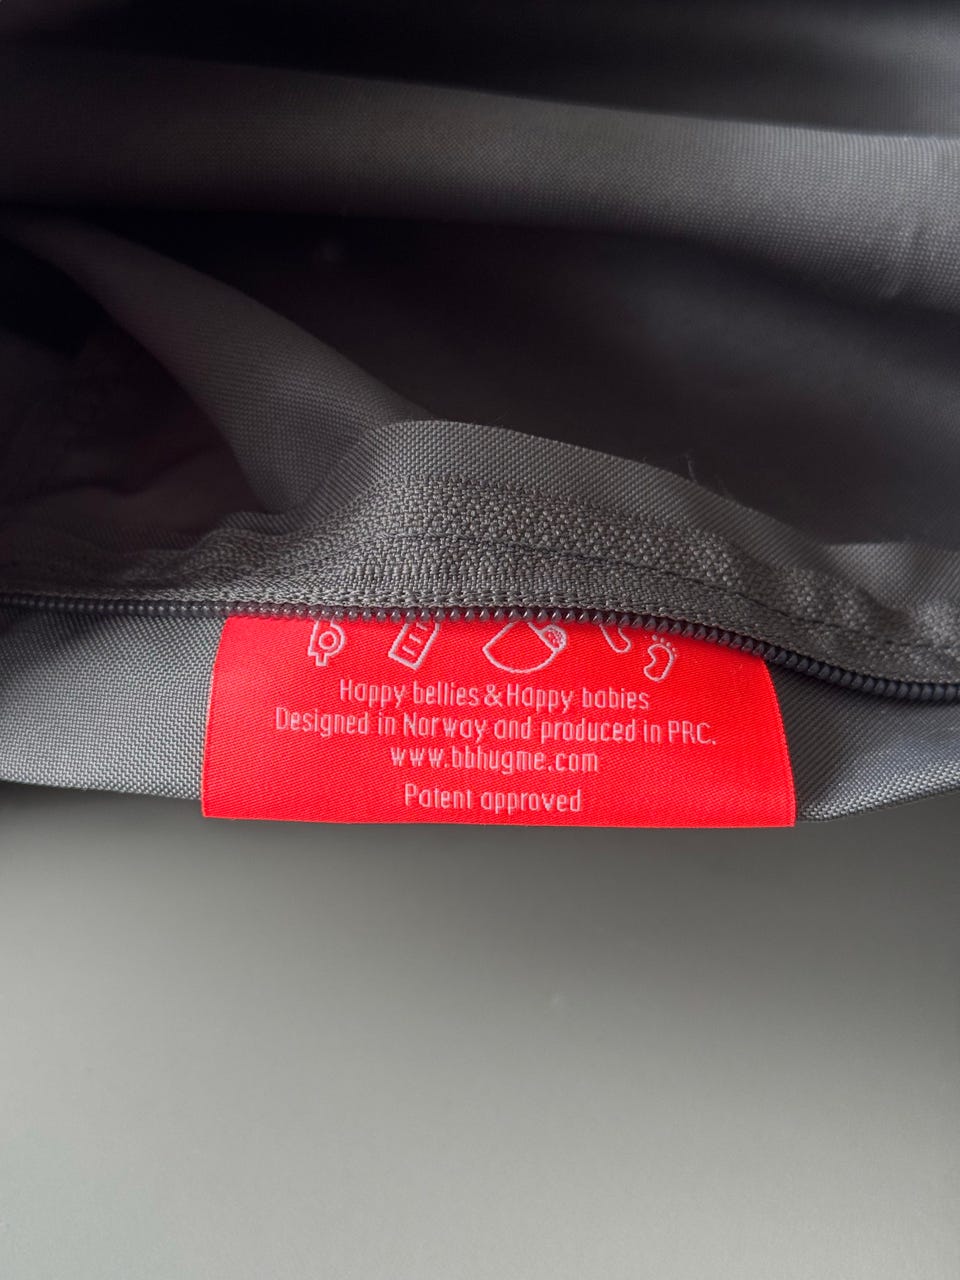 Happy bellies & Happy babies
Designed in Norway and produced in PRC.
www.bbhugme.com
Patent approved